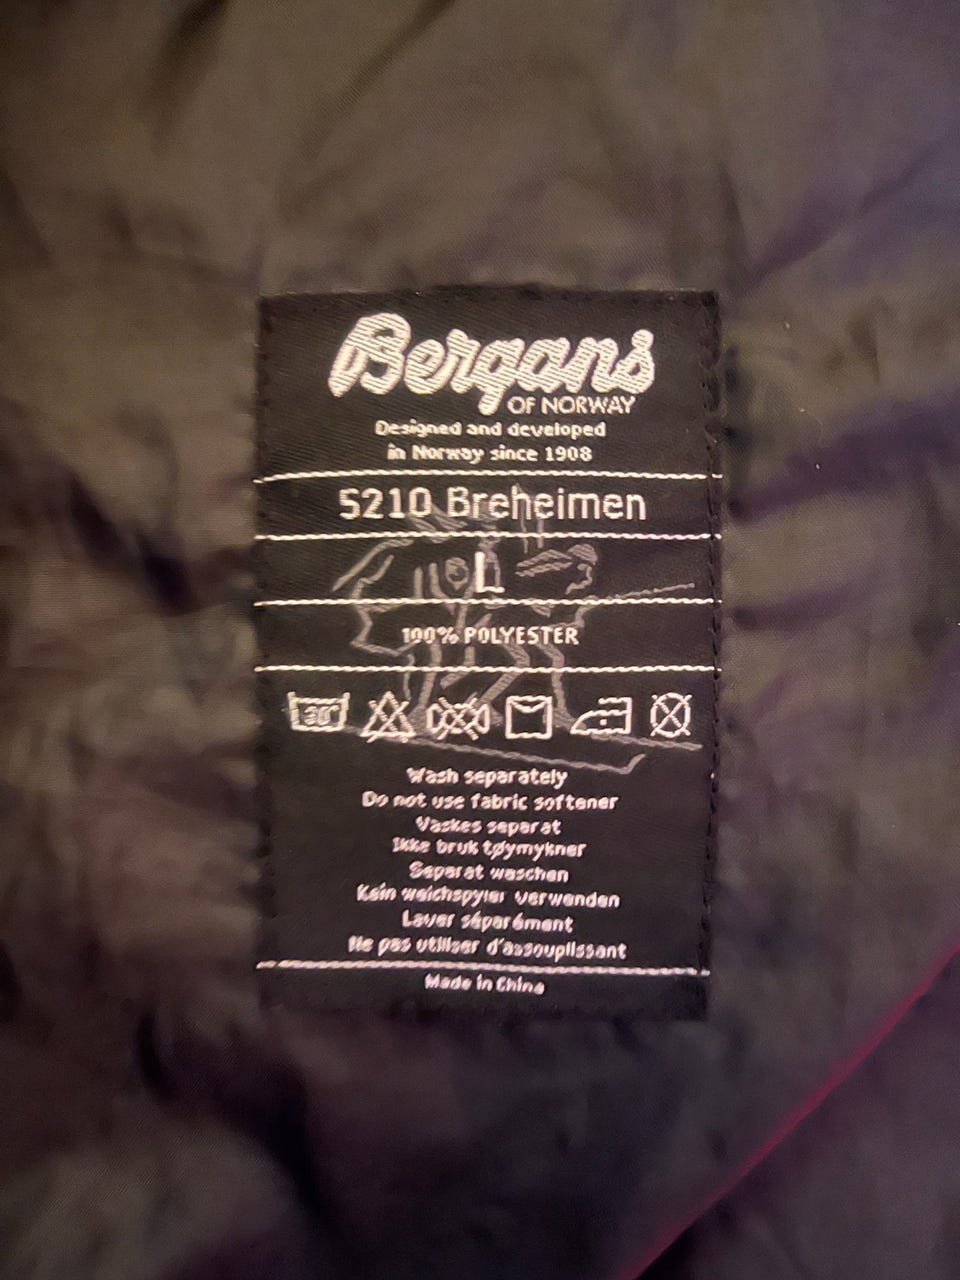 Bergans
OF NORWAY
Designed and developed
in Norway since 1908
5210 Breheimen
L
100% POLYESTER
30°
Wash separately
Do not use fabric softener
Vaskes separat
Ikke bruk tøymykner
Separat waschen
Kein weichspyler verwenden
Laver séparément
Ne pas utiliser d'assouplissant
Made in China